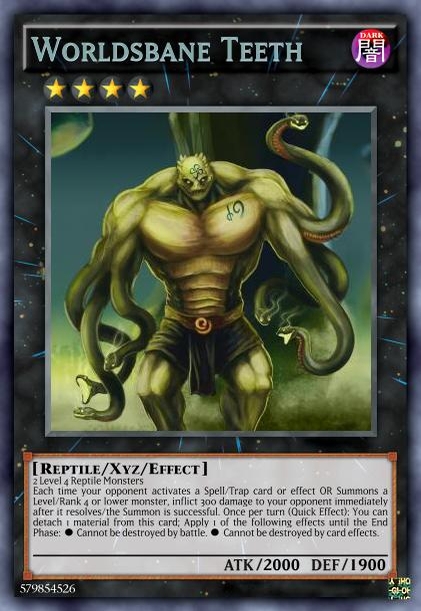 WORLDSBANE TEETH
DARK
闇
[REPTILE/XYZ/EFFECT]
2 Level 4 Reptile Monsters
Each time your opponent activates a Spell/Trap card or effect OR Summons a
Level/Rank 4 or lower monster, inflict 300 damage to your opponent immediately
after it resolves/the Summon is successful. Once per turn (Quick Effect): You can
detach 1 material from this card; Apply 1 of the following effects until the End
Phase: ● Cannot be destroyed by battle. ● Cannot be destroyed by card effects.
ATK/2000 DEF/1900
579854526